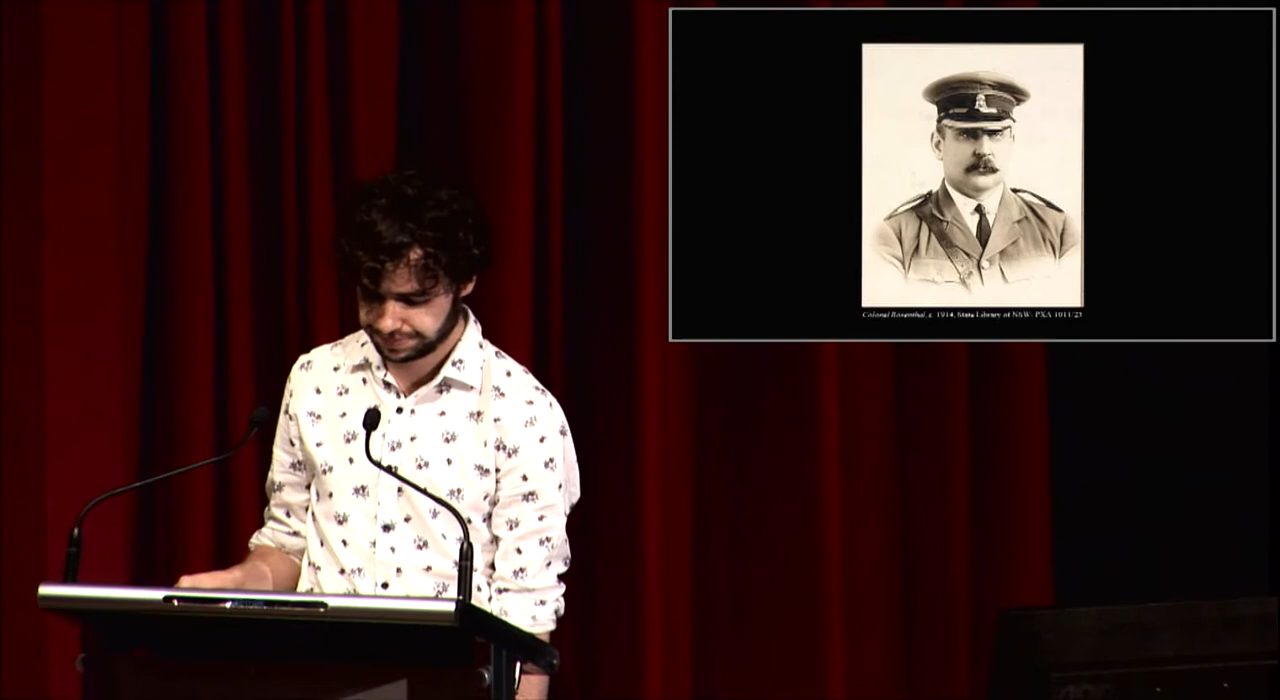 Colonel Rosenthal, c. 1914, State Library of NSW: PXA 1011/23